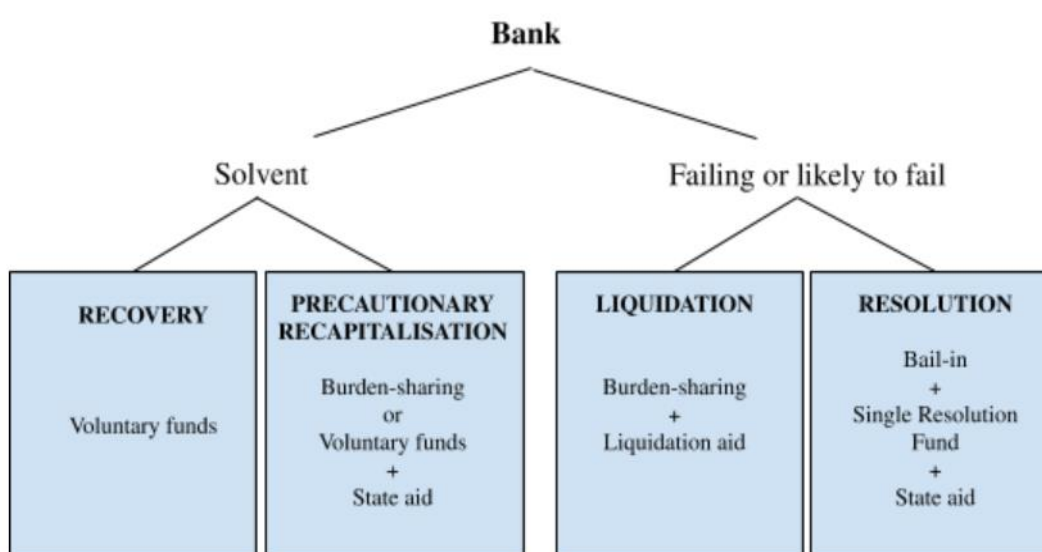 Bank
Solvent
Failing or likely to fail
RECOVERY
Voluntary funds
PRECAUTIONARY
RECAPITALISATION
Burden-sharing
or
Voluntary funds
+
State aid
LIQUIDATION
Burden-sharing
+
Liquidation aid
RESOLUTION
Bail-in
+
Single Resolution
Fund
+
State aid